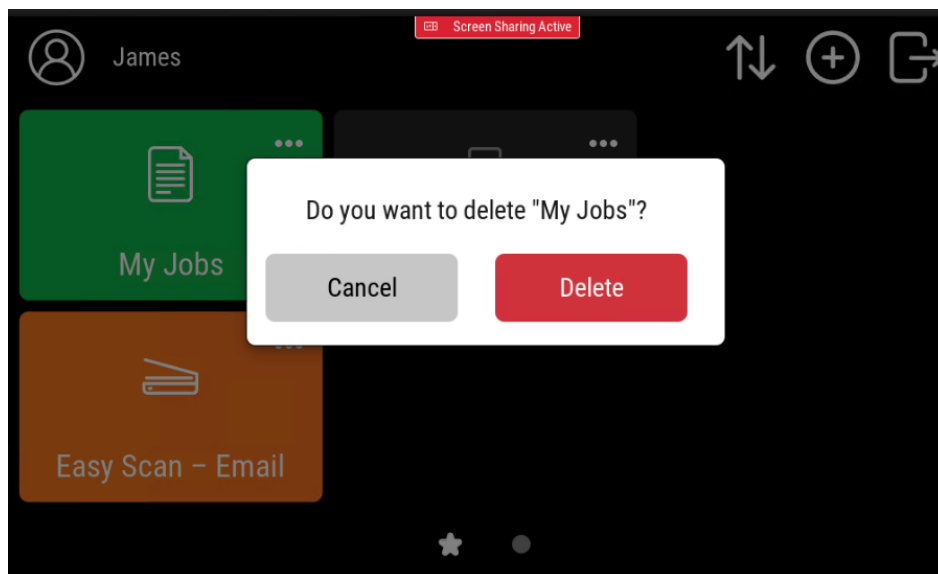 Screen Sharing Active
James
Do you want to delete "My Jobs"?
My Jobs
Cancel
Delete
Easy Scan – Email